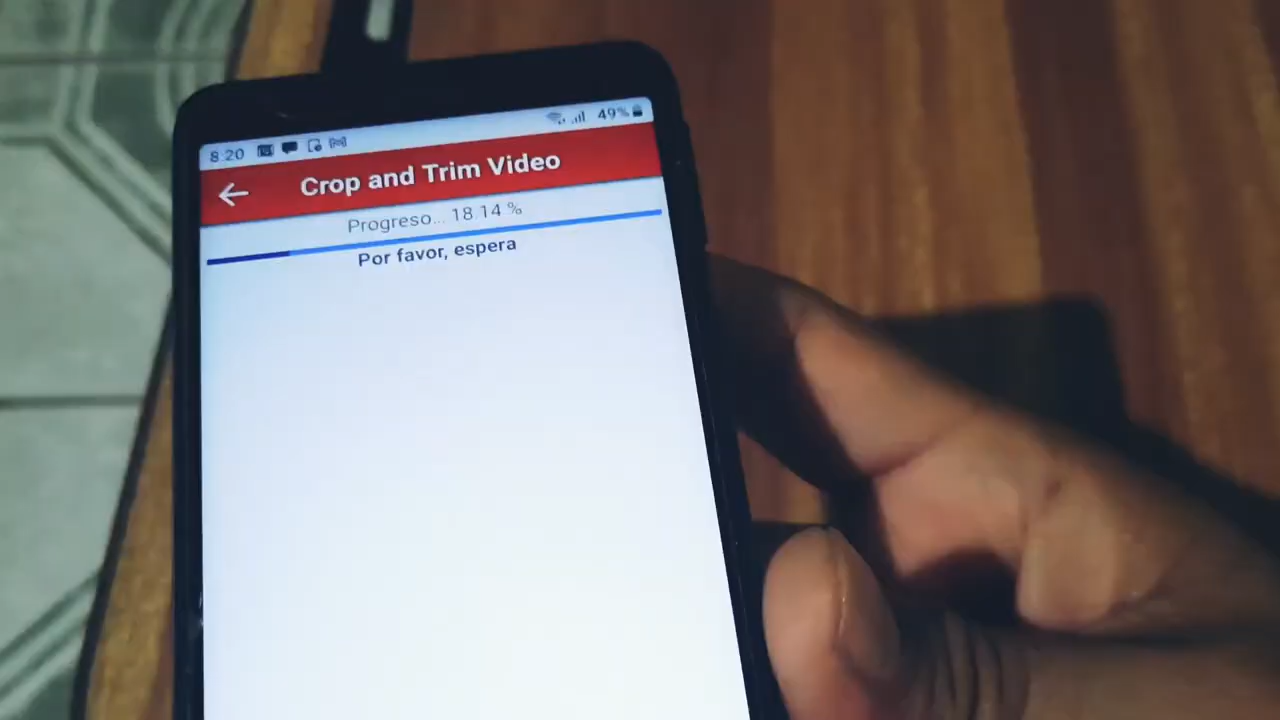 8.20 49%
Crop and Trim Video
Progreso... 18.14 %
Por favor, espera